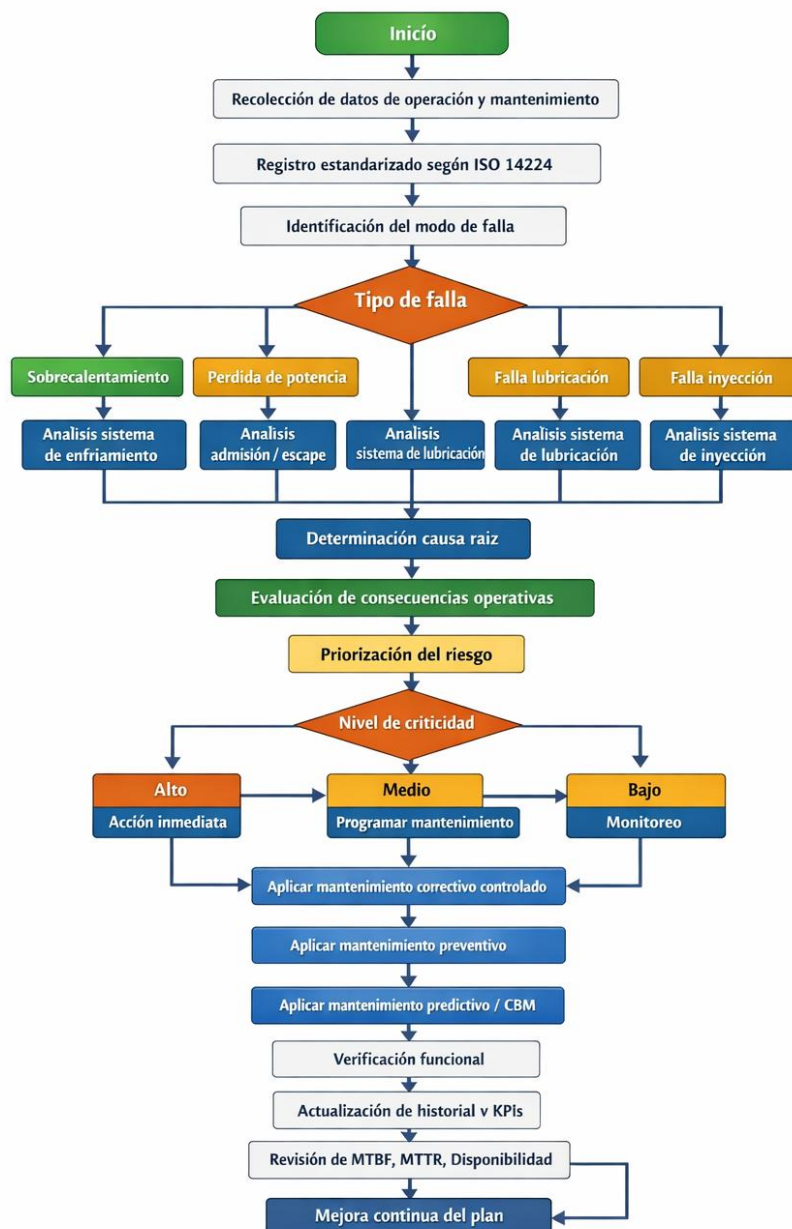 Inicío
Recolección de datos de operación y mantenimiento
Registro estandarizado según ISO 14224
Identificación del modo de falla
Tipo de falla
Sobrecalentamiento
Perdida de potencia
Falla lubricación
Falla inyección
Analisis sistema
de enfriamiento
Analisis
admisión / escape
Analisis
sistema de lubricación
Analisis sistema
de lubricación
Analisis sistema
de inyección
Determinación causa raiz
Evaluación de consecuencias operativas
Priorización del riesgo
Nivel de criticidad
Alto
Acción inmediata
Medio
Programar mantenimiento
Bajo
Monitoreo
Aplicar mantenimiento correctivo controlado
Aplicar mantenimiento preventivo
Aplicar mantenimiento predictivo / CBM
Verificación funcional
Actualización de historial v KPIs
Revisión de MTBF, MTTR, Disponibilidad
Mejora continua del plan